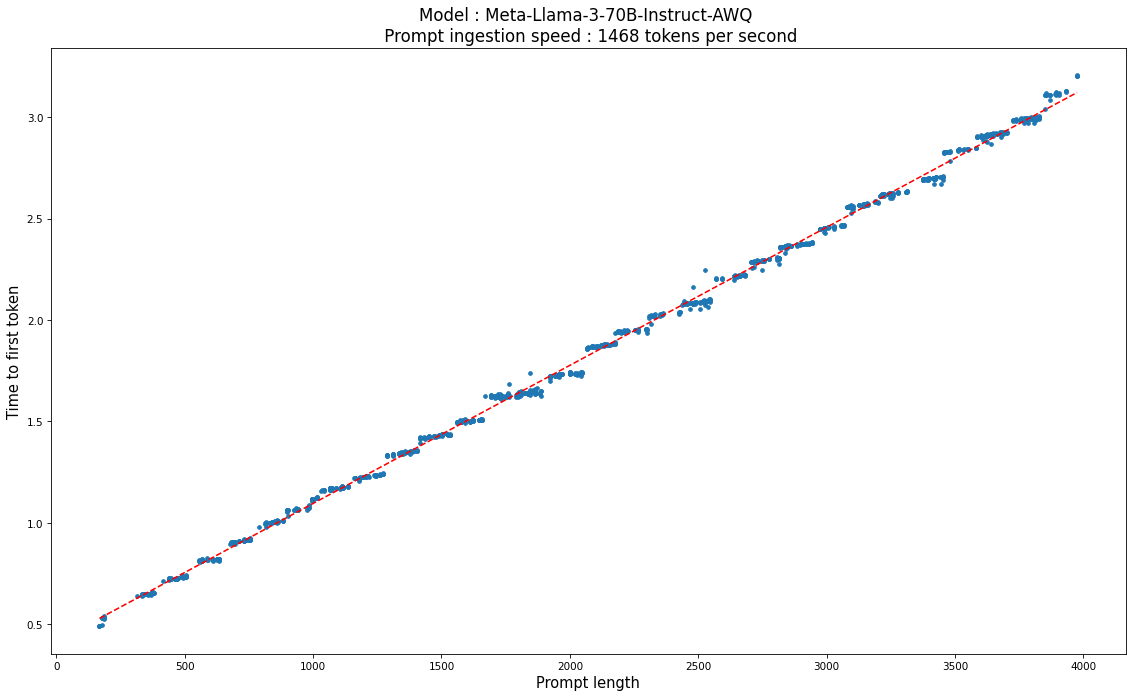 Model : Meta-Llama-3-70B-Instruct-AWQ
Prompt ingestion speed : 1468 tokens per second
Time to first token
3.0
2.5
2.0
1.5
1.0
0.5
0 500 1000 1500 2000 2500 3000 3500 4000
Prompt length